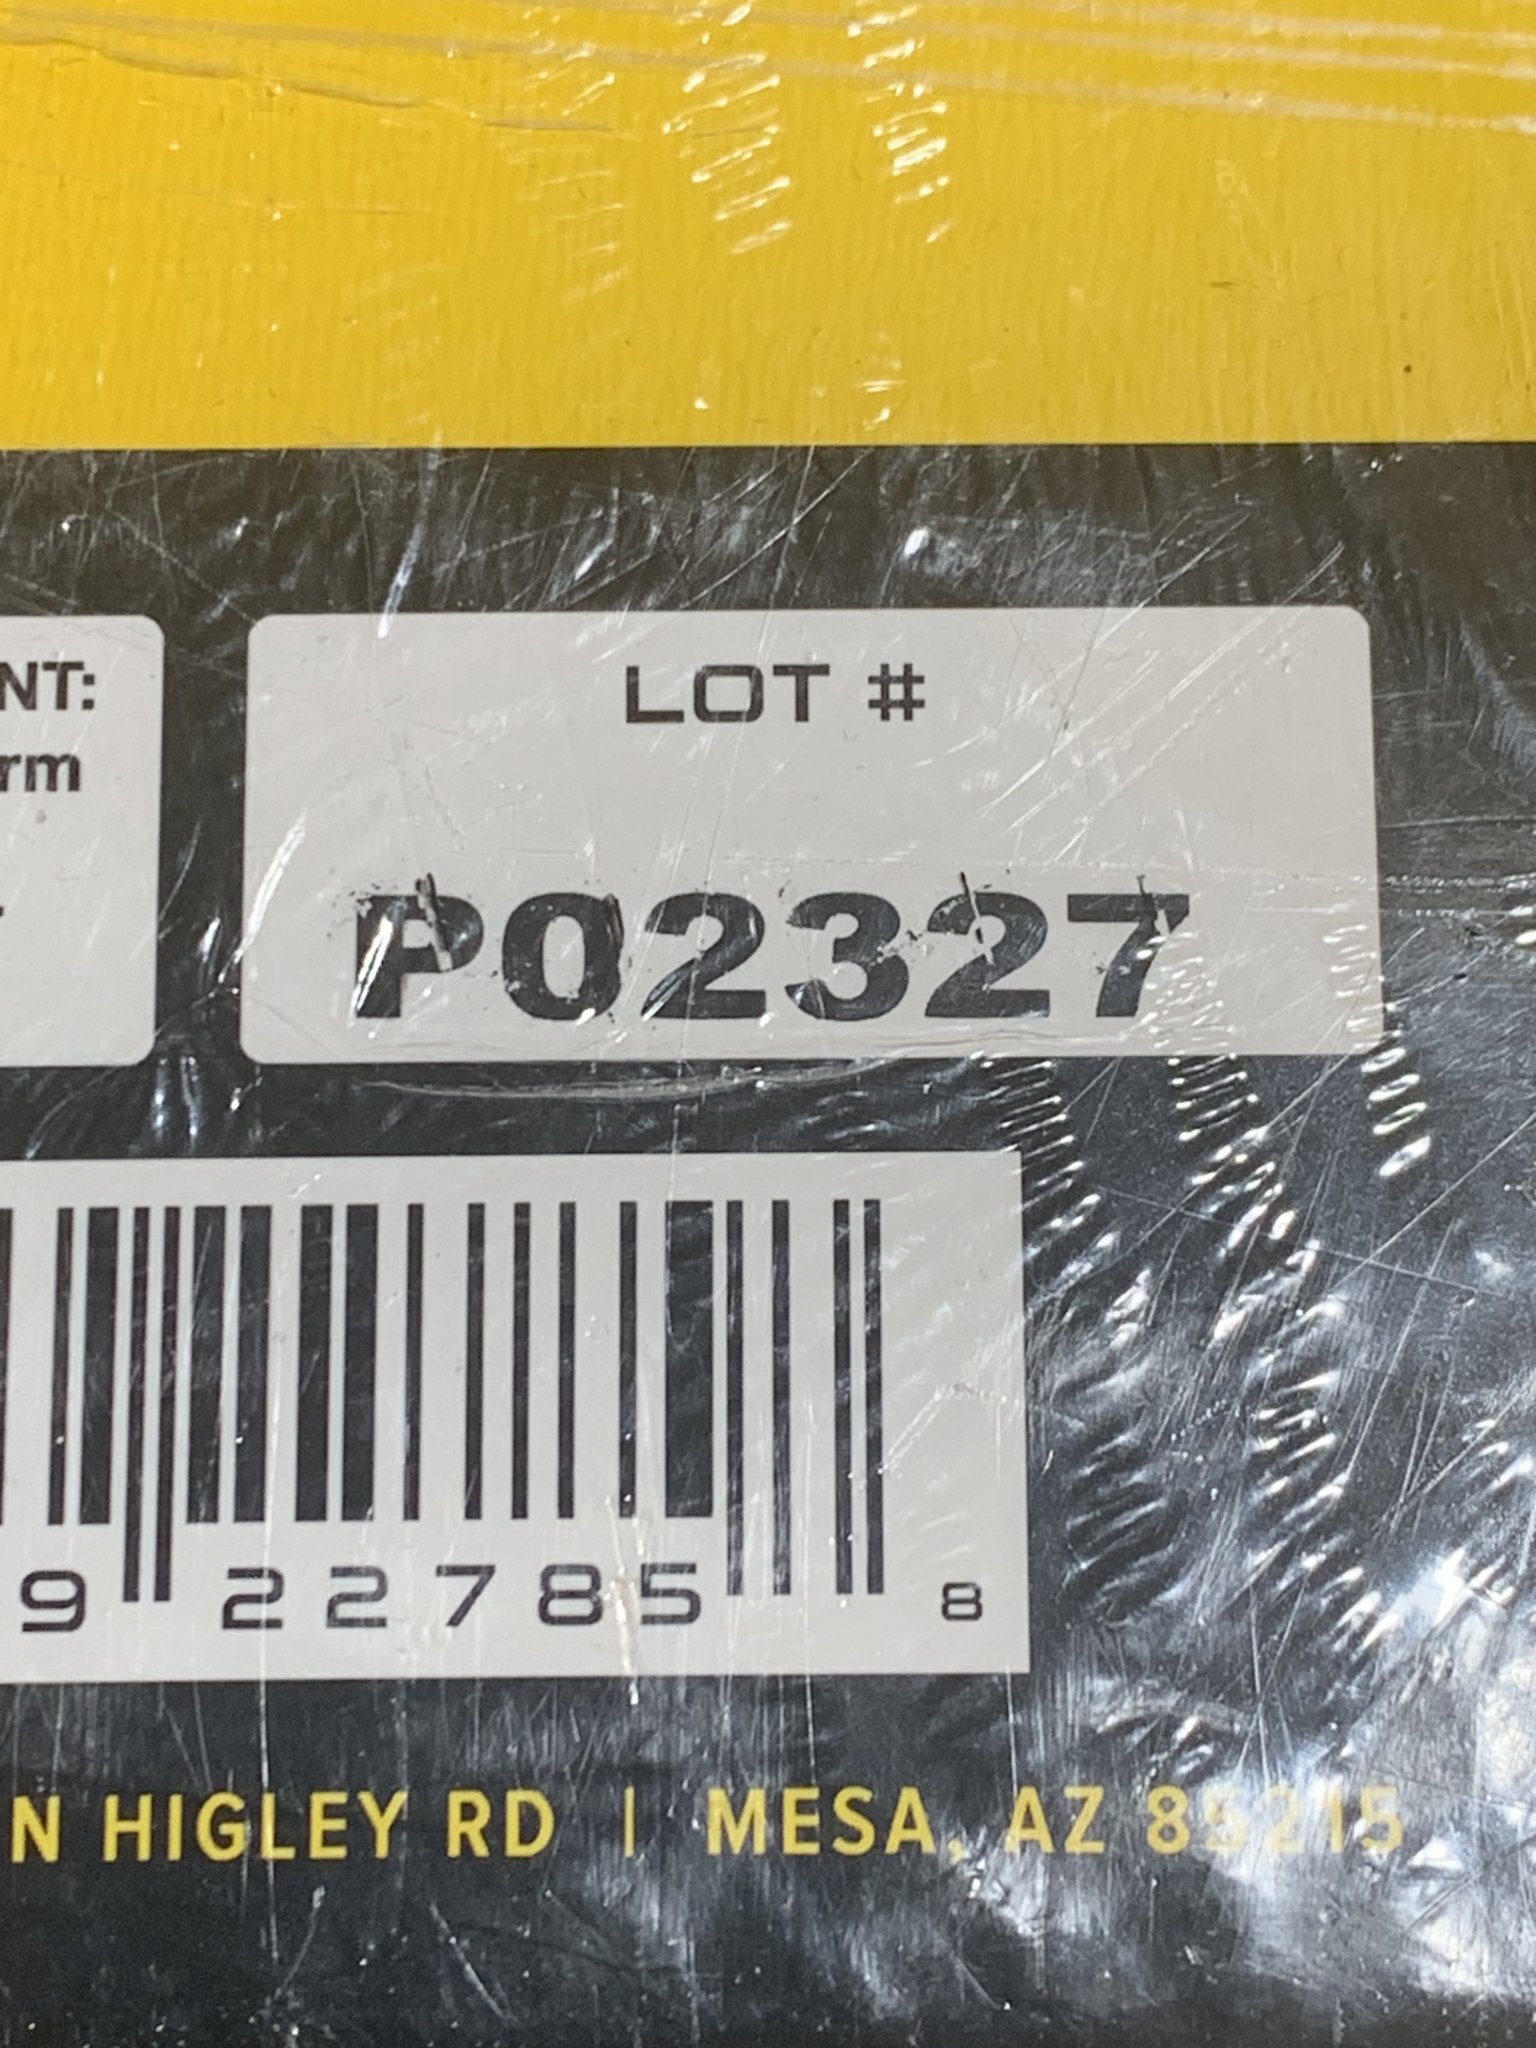 NT:
rm
LOT #
P02327
9 22785 8
N HIGLEY RD | MESA, AZ 85215